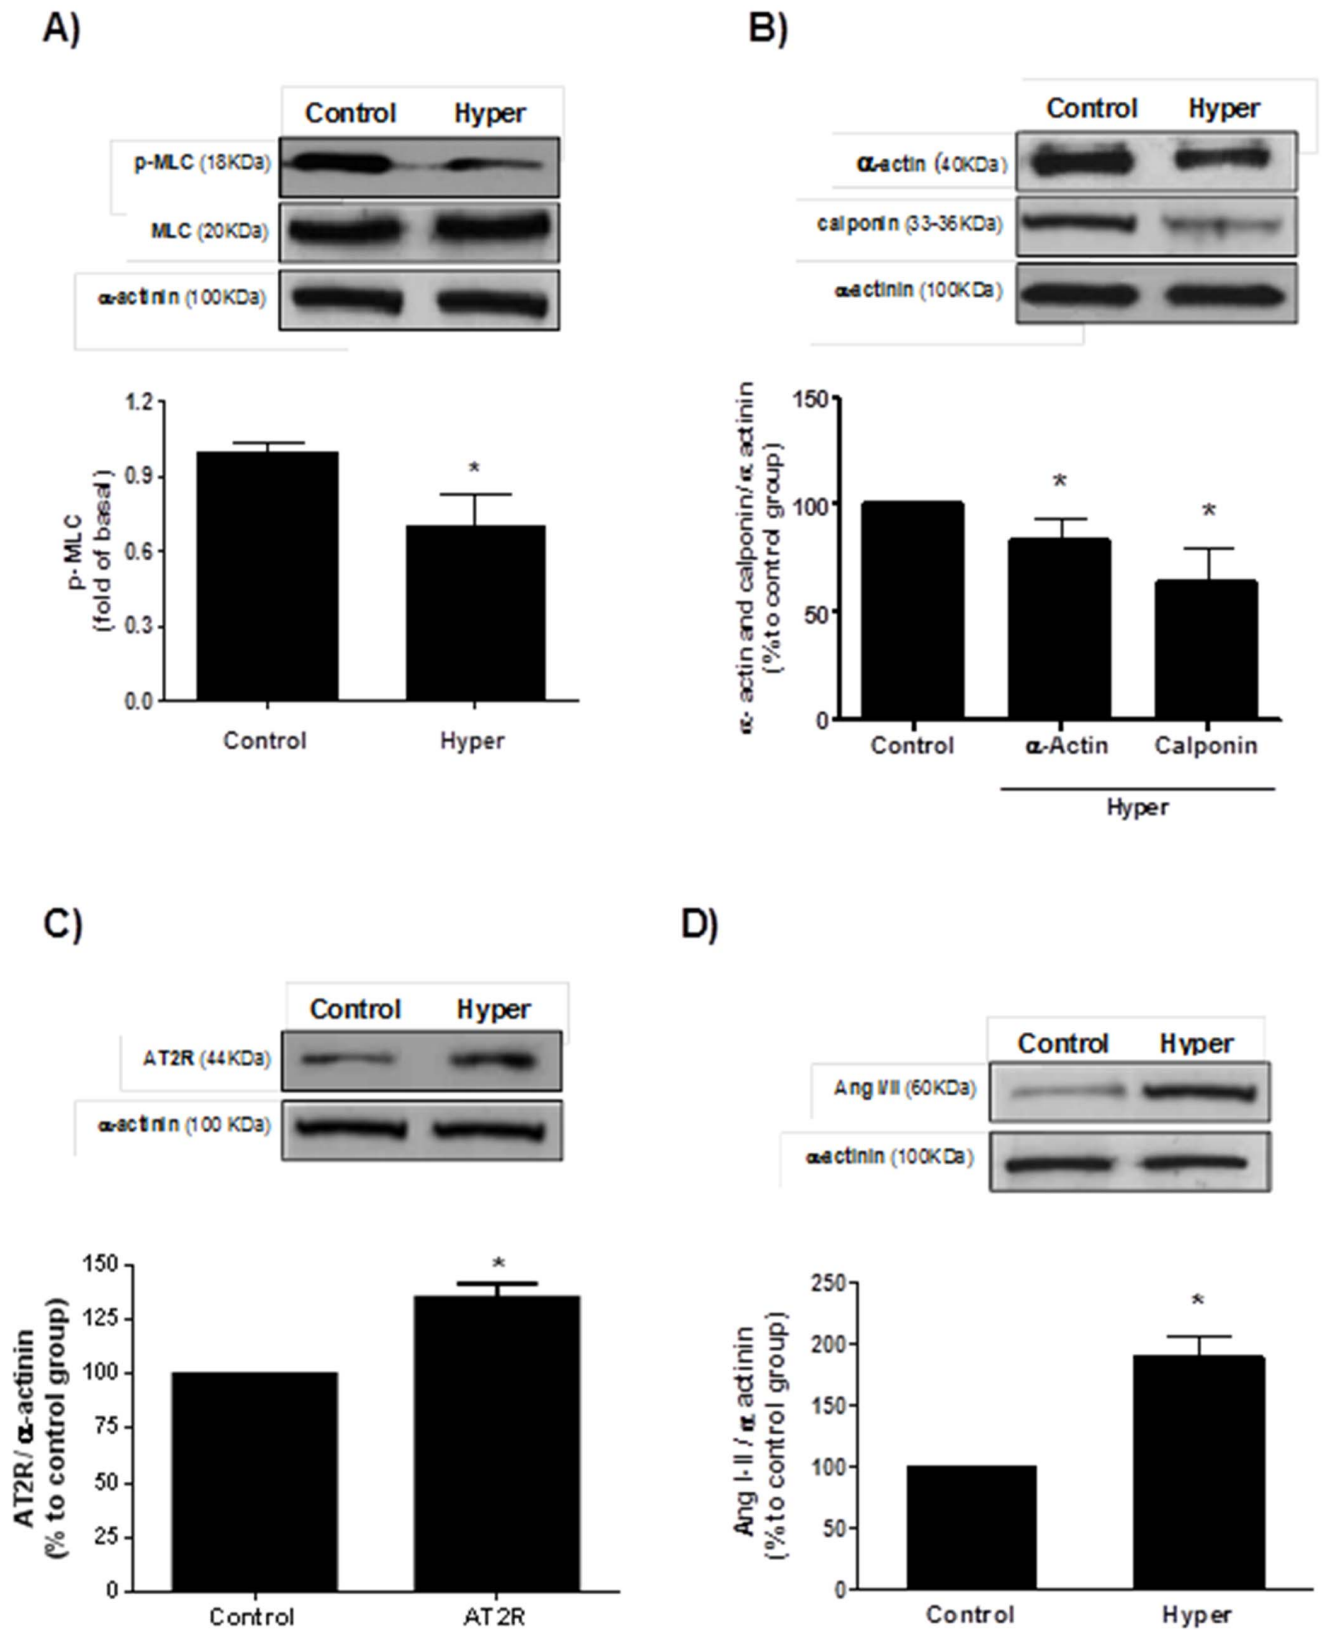 A)
Control Hyper
p-MLC (18KDa)
MLC (20KDa)
α-actinin (100KDa)
1.2
0.9
0.6
0.3
0.0
p-MLC
(fold of basal)
*
Control Hyper
B)
Control Hyper
α-actin (40KDa)
calponin (33-36KDa)
α-actinin (100KDa)
150
100
50
0
α- actin and calponin/α actinin
(% to control group)
*
*
Control α-Actin Calponin
Hyper
C)
Control Hyper
AT2R (44KDa)
α-actinin (100 KDa)
150
125
100
75
50
25
0
AT2R/ α-actinin
(% to control group)
*
Control AT2R
D)
Control Hyper
Ang I/II (60KDa)
α-actinin (100KDa)
250
200
150
100
50
0
Ang I-II / α actinin
(% to control group)
*
Control Hyper